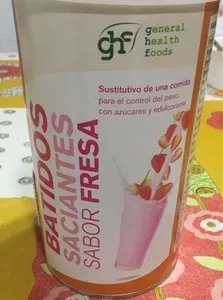 ghf
general
health
foods
Sustitutivo de una comida
para el control del peso,
con azúcares y edulcorante
BATIDOS
SACIANTES
SABOR FRESA